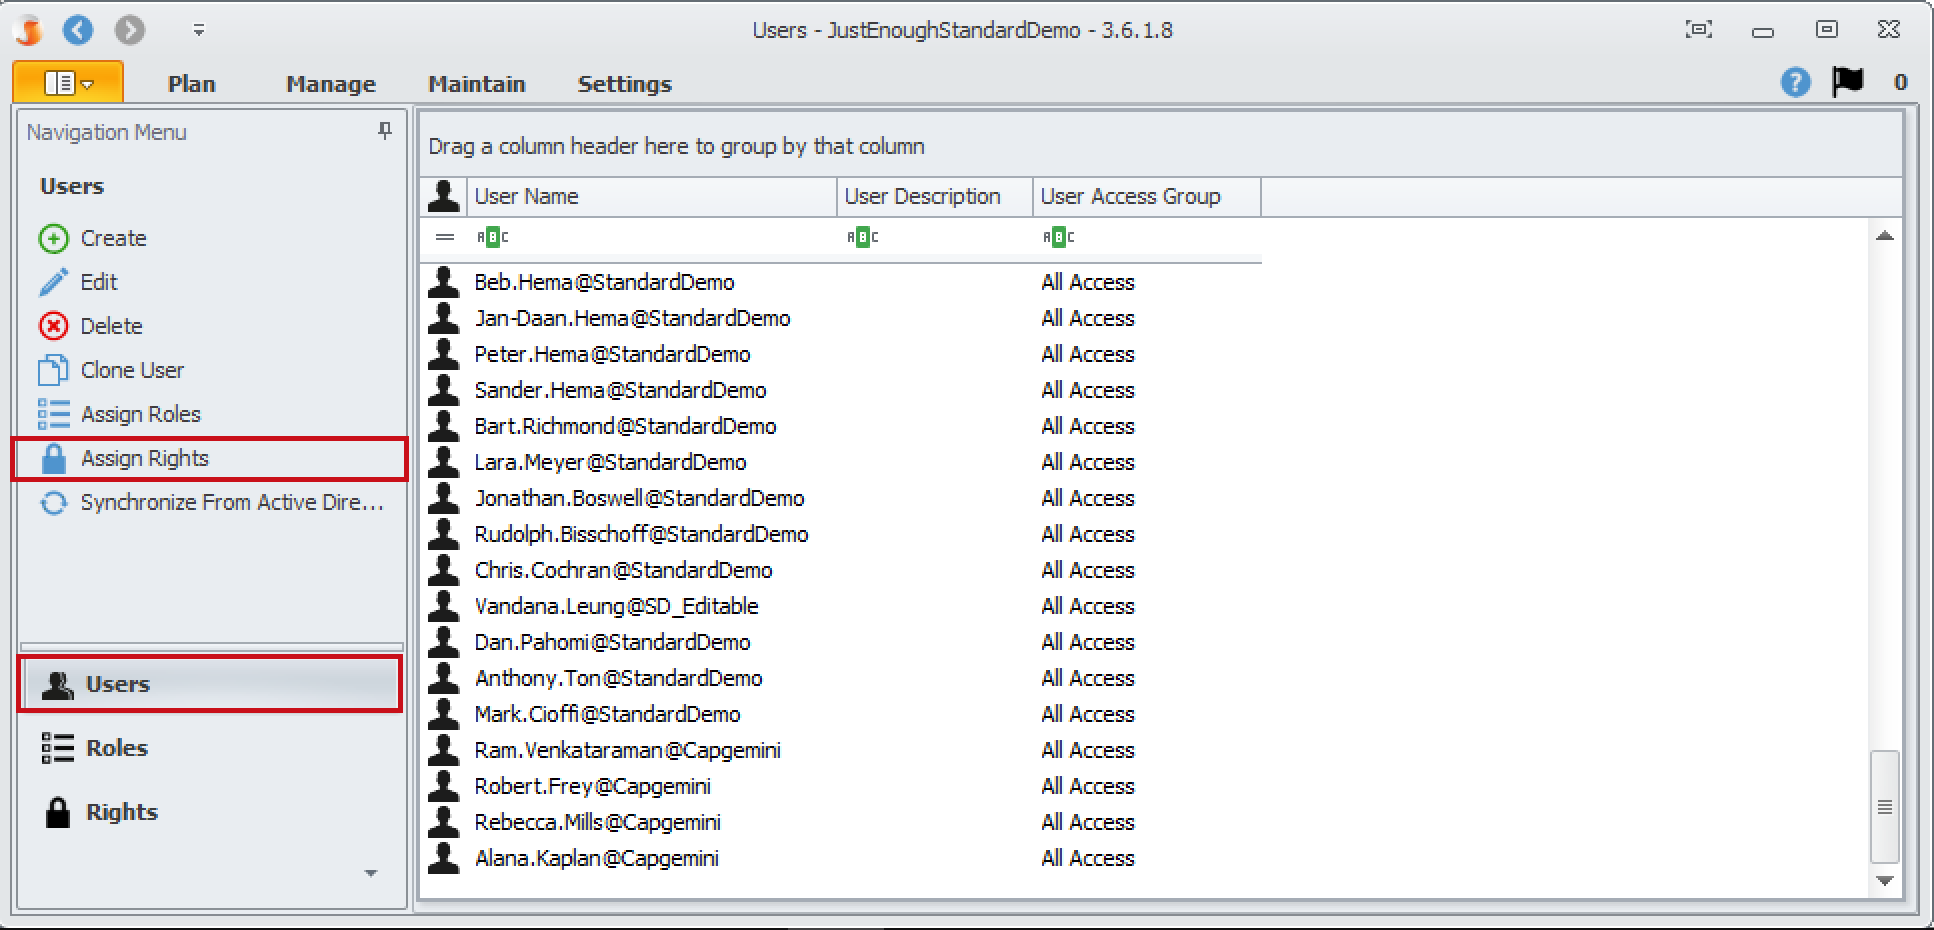 Users - JustEnoughStandardDemo - 3.6.1.8
Plan Manage Maintain Settings
? 0
Navigation Menu
Users
Create
Edit
Delete
Clone User
Assign Roles
Assign Rights
Synchronize From Active Dire...
Users
Roles
Rights
Drag a column header here to group by that column
User Name User Description User Access Group
= ABC ABC ABC
Beb.Hema@StandardDemo All Access
Jan-Daan.Hema@StandardDemo All Access
Peter.Hema@StandardDemo All Access
Sander.Hema@StandardDemo All Access
Bart.Richmond@StandardDemo All Access
Lara.Meyer@StandardDemo All Access
Jonathan.Boswell@StandardDemo All Access
Rudolph.Bisschoff@StandardDemo All Access
Chris.Cochran@StandardDemo All Access
Vandana.Leung@SD_Editable All Access
Dan.Pahomi@StandardDemo All Access
Anthony.Ton@StandardDemo All Access
Mark.Cioffi@StandardDemo All Access
Ram.Venkataraman@Capgemini All Access
Robert.Frey@Capgemini All Access
Rebecca.Mills@Capgemini All Access
Alana.Kaplan@Capgemini All Access